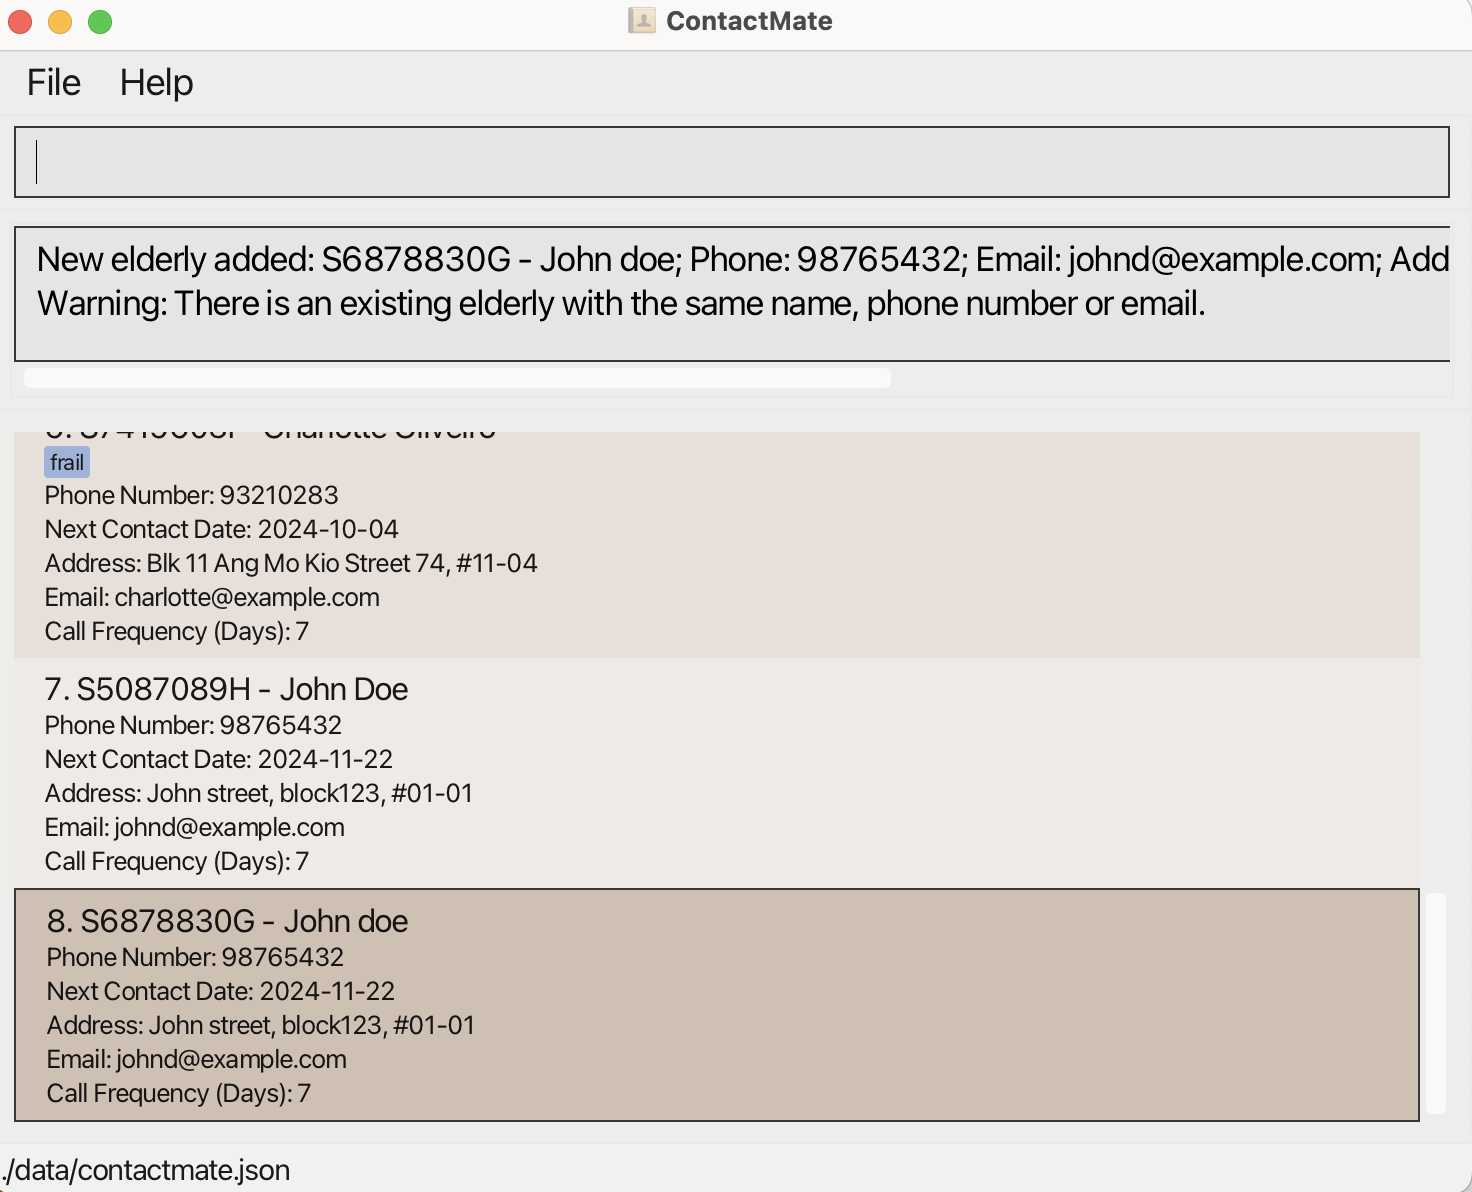 ContactMate
File Help
New elderly added: S6878830G - John doe; Phone: 98765432; Email: johnd@example.com; Add
Warning: There is an existing elderly with the same name, phone number or email.
Charlotte Oliveiro
frail
Phone Number: 93210283
Next Contact Date: 2024-10-04
Address: Blk 11 Ang Mo Kio Street 74, #11-04
Email: charlotte@example.com
Call Frequency (Days): 7
7. S5087089H - John Doe
Phone Number: 98765432
Next Contact Date: 2024-11-22
Address: John street, block123, #01-01
Email: johnd@example.com
Call Frequency (Days): 7
8. S6878830G - John doe
Phone Number: 98765432
Next Contact Date: 2024-11-22
Address: John street, block123, #01-01
Email: johnd@example.com
Call Frequency (Days): 7
./data/contactmate.json